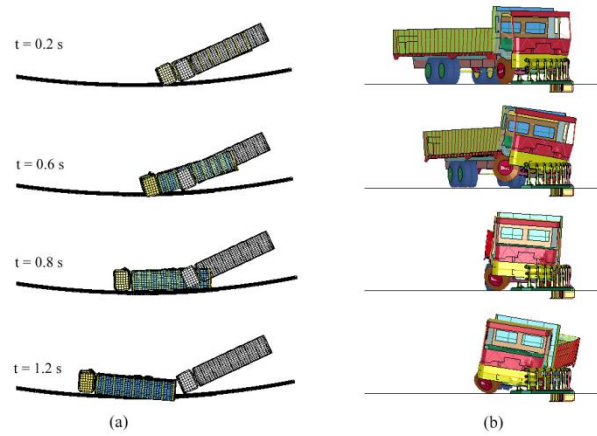 t = 0.2 s
t = 0.6 s
t = 0.8 s
t = 1.2 s
(a)
(b)